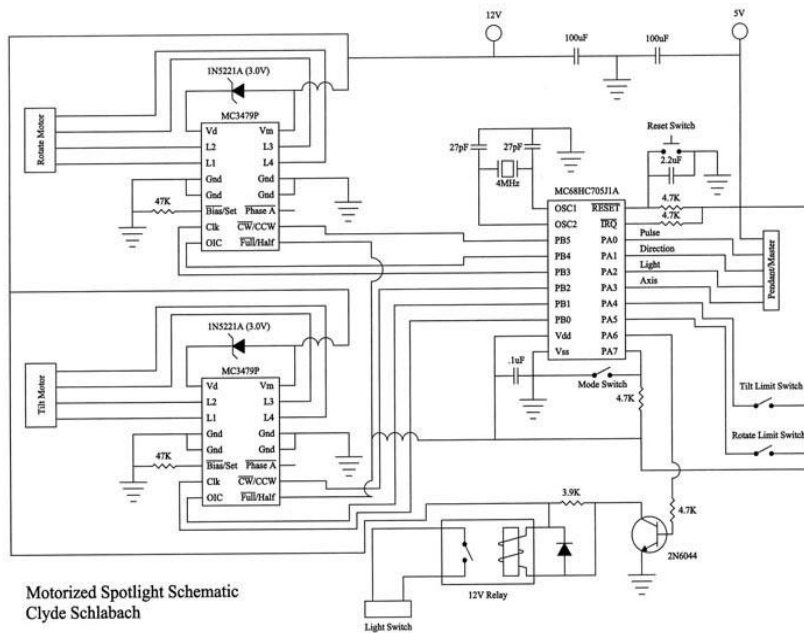 12V
5V
100uF
100uF
1N5221A (3.0V)
MC3479P
Rotate Motor
Vd
Vm
L2
L3
L1
L4
Gnd
Gnd
Gnd
Gnd
47K
Bias/Set
Phase A
Clk
CW/CCW
OIC
Full/Half
27pF
27pF
4MHz
Reset Switch
2.2uF
4.7K
4.7K
MC68HC705J1A
OSC1
RESET
OSC2
IRQ
PB5
PA0
PB4
PA1
PB3
PA2
PB2
PA3
PB1
PA4
PB0
PA5
Vdd
PA6
Vss
PA7
Pulse
Direction
Light
Axis
Pendant/Master
1N5221A (3.0V)
MC3479P
Tilt Motor
Vd
Vm
L2
L3
L1
L4
Gnd
Gnd
Gnd
Gnd
47K
Bias/Set
Phase A
Clk
CW/CCW
OIC
Full/Half
.1uF
Mode Switch
4.7K
Tilt Limit Switch
Rotate Limit Switch
3.9K
4.7K
2N6044
12V Relay
Light Switch
Motorized Spotlight Schematic
Clyde Schlabach